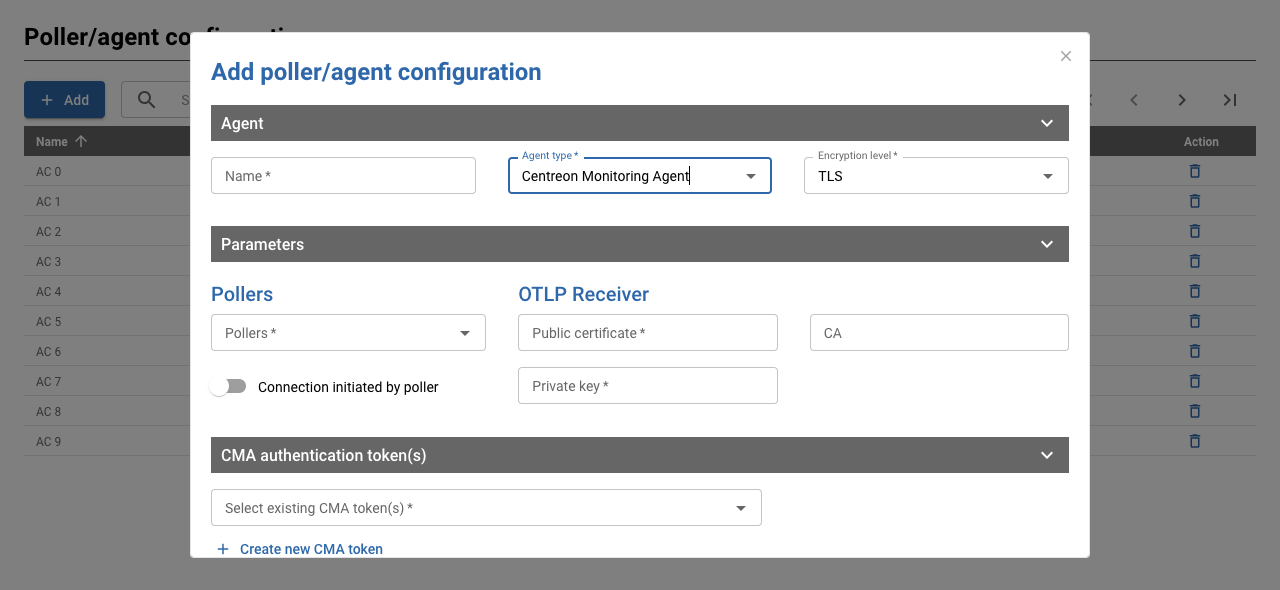 Poller/agent co
Add poller/agent configuration
Add
S
Agent
Name
Action
Name *
Agent type *
Centreon Monitoring Agent
Encryption level *
TLS
AC 0
AC 1
AC 2
AC 3
AC 4
AC 5
AC 6
AC 7
AC 8
AC 9
Parameters
Pollers
OTLP Receiver
Pollers *
Public certificate *
CA
Connection initiated by poller
Private key *
CMA authentication token(s)
Select existing CMA token(s) *
Create new CMA token